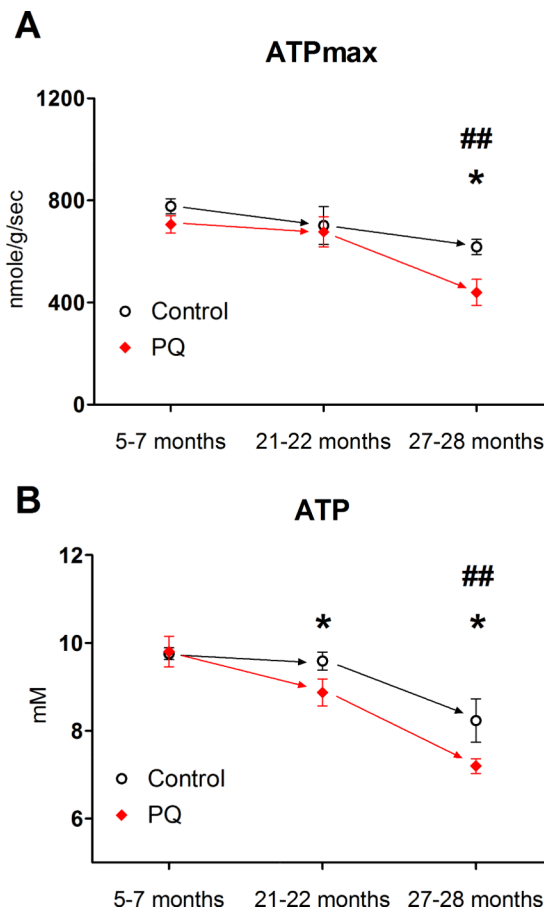 A
ATPmax
1200
##
*
800
nmole/g/sec
400
Control
PQ
0
5-7 months 21-22 months 27-28 months
B
ATP
12
##
* *
10
mM
8
Control
PQ
6
5-7 months 21-22 months 27-28 months